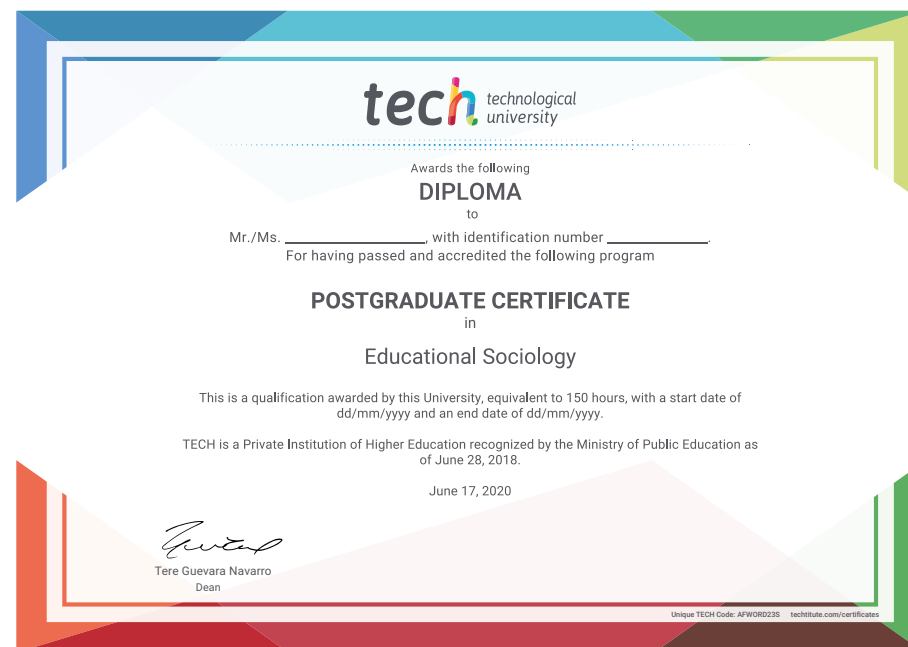 tech technological
university
Awards the following
DIPLOMA
to
Mr./Ms. ____________________, with identification number ______________.
For having passed and accredited the following program
POSTGRADUATE CERTIFICATE
in
Educational Sociology
This is a qualification awarded by this University, equivalent to 150 hours, with a start date of
dd/mm/yyyy and an end date of dd/mm/yyyy.
TECH is a Private Institution of Higher Education recognized by the Ministry of Public Education as
of June 28, 2018.
June 17, 2020
Tere Guevara Navarro
Dean
Unique TECH Code: AFWORD23S techtitute.com/certificates